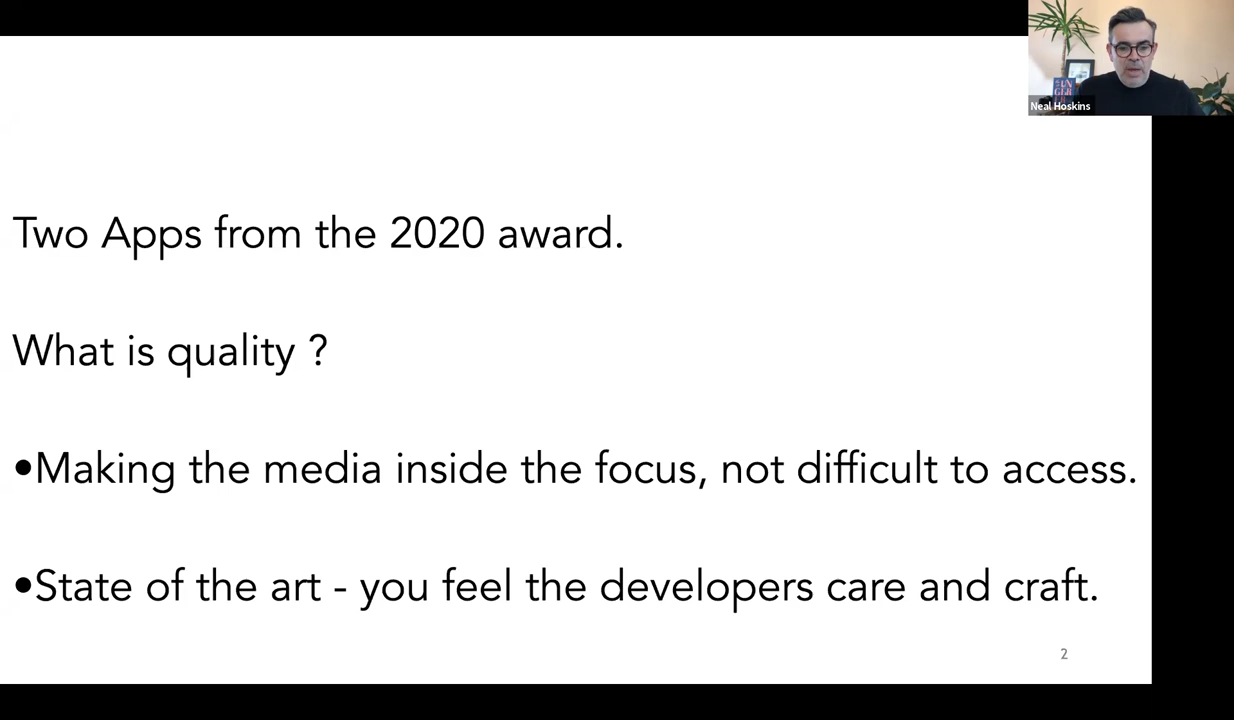 Neal Hoskins
Two Apps from the 2020 award.
What is quality ?
•Making the media inside the focus, not difficult to access.
•State of the art - you feel the developers care and craft.
2